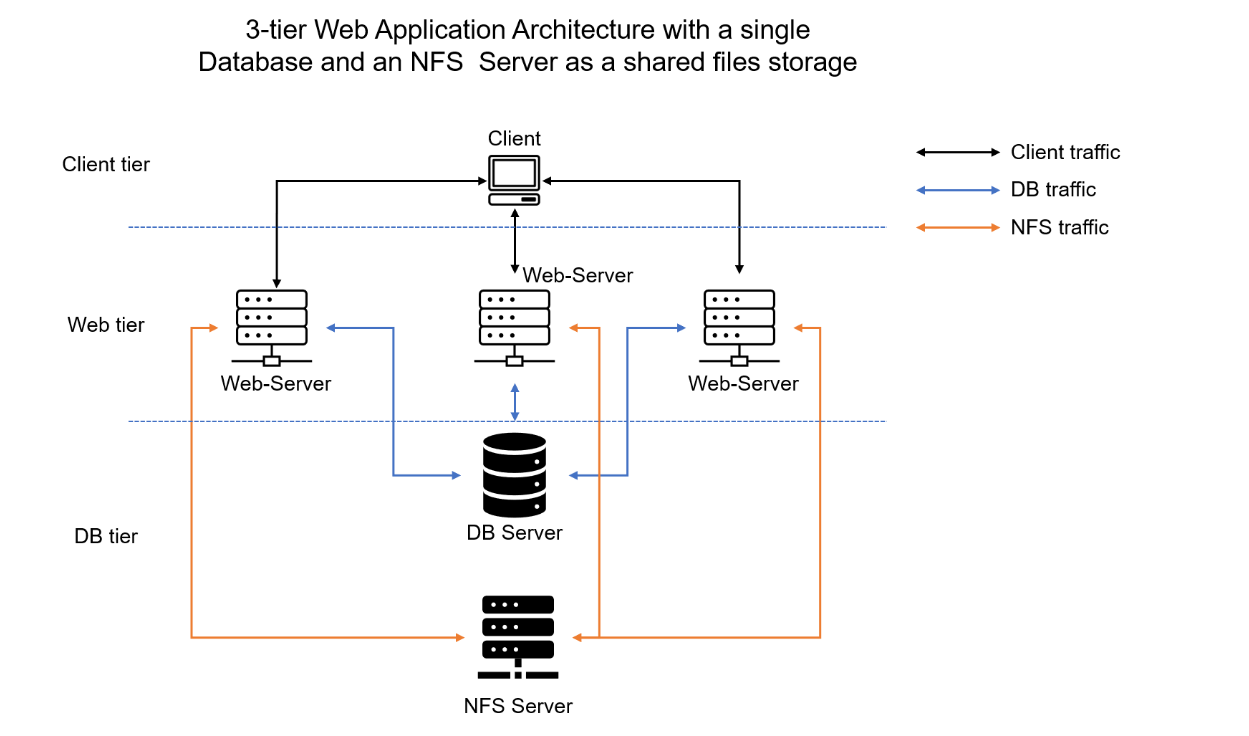 3-tier Web Application Architecture with a single
Database and an NFS  Server as a shared files storage
Client
Client tier
Client traffic
DB traffic
NFS traffic
Web-Server
Web tier
Web-Server
Web-Server
DB Server
DB tier
NFS Server